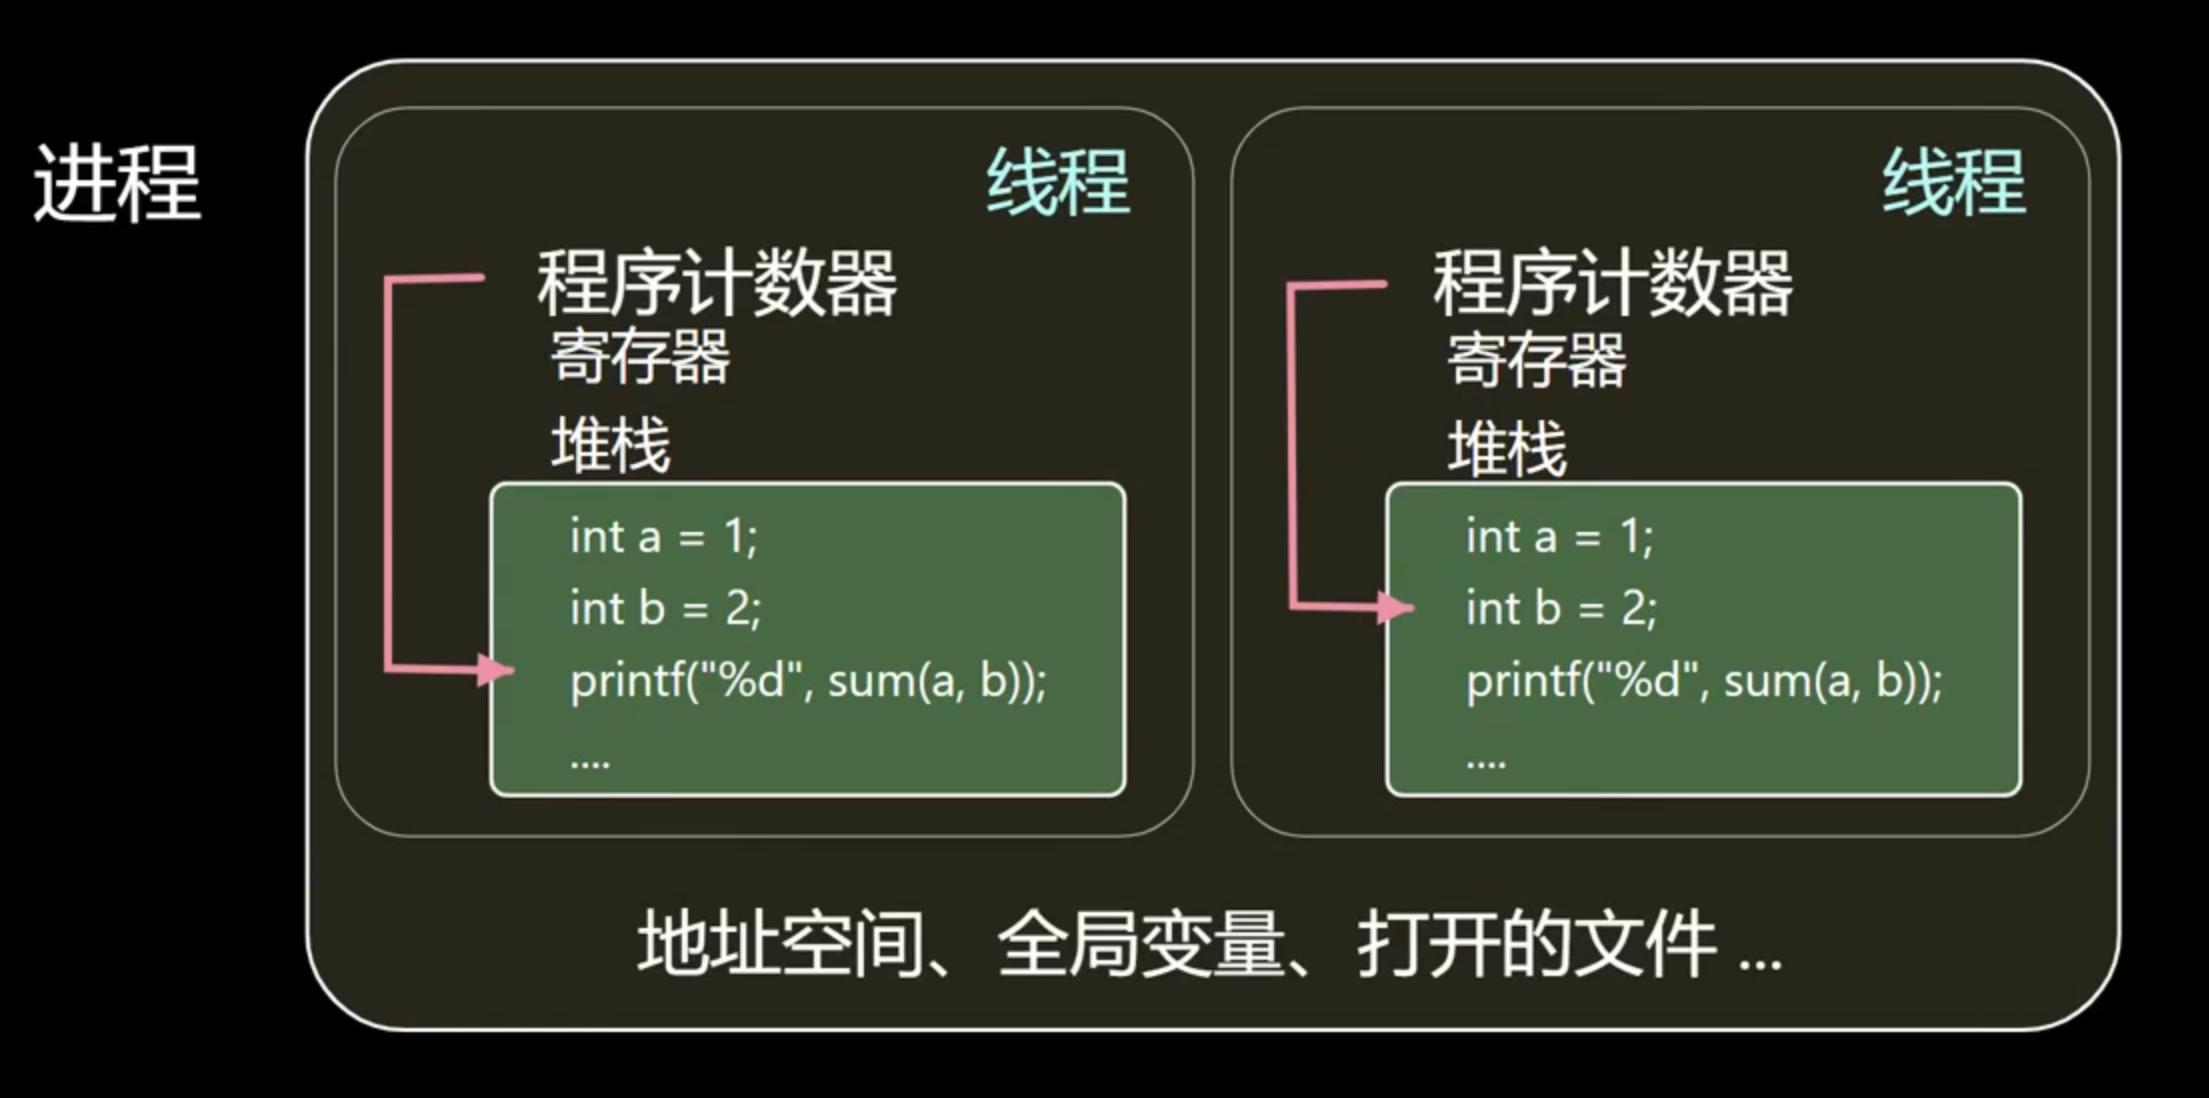 进程
线程
程序计数器
寄存器
堆栈
int a = 1;
int b = 2;
printf("%d", sum(a, b));
....
线程
程序计数器
寄存器
堆栈
int a = 1;
int b = 2;
printf("%d", sum(a, b));
....
地址空间、全局变量、打开的文件 ...